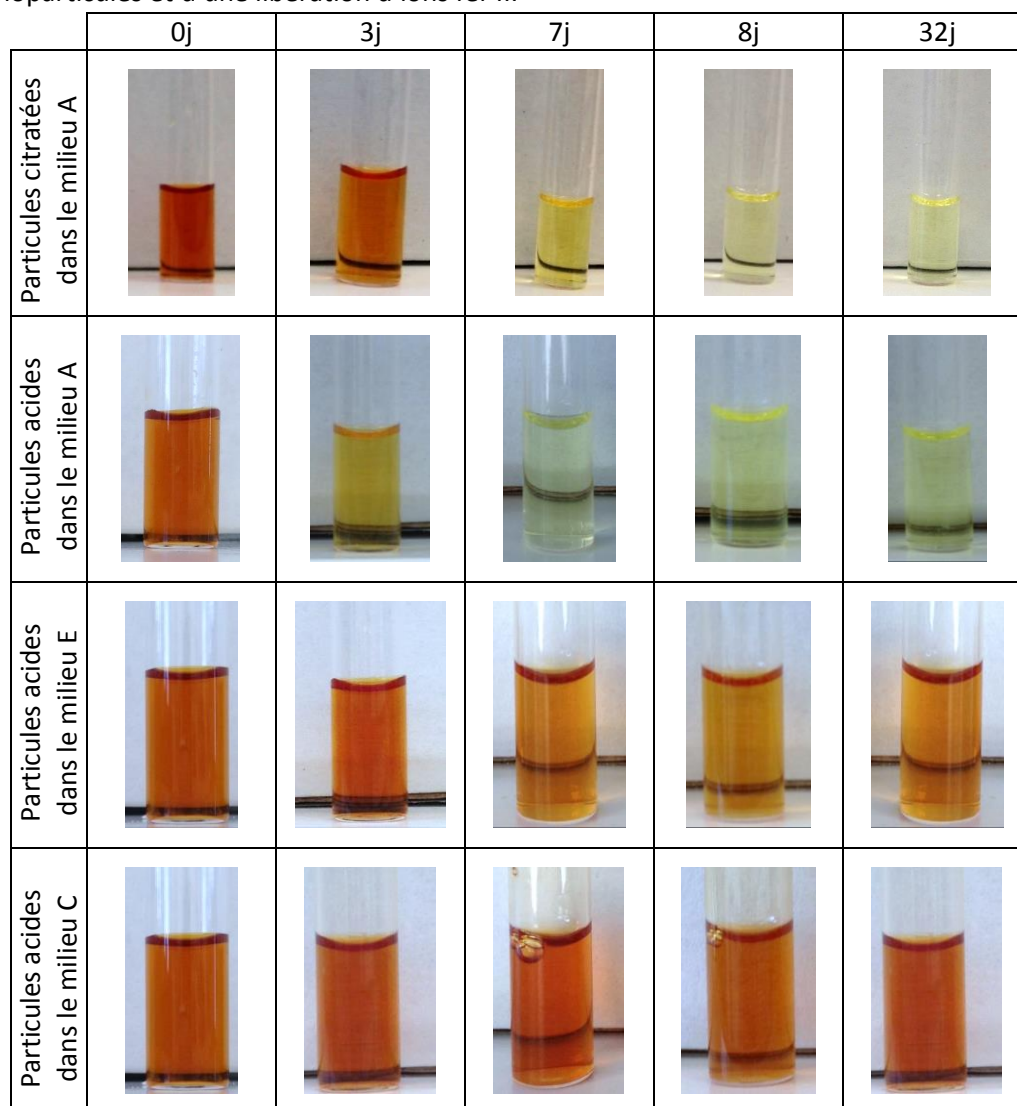 0j 3j 7j 8j 32j
Particules citratées
dans le milieu A
Particules acides
dans le milieu A
Particules acides
dans le milieu E
Particules acides
dans le milieu C